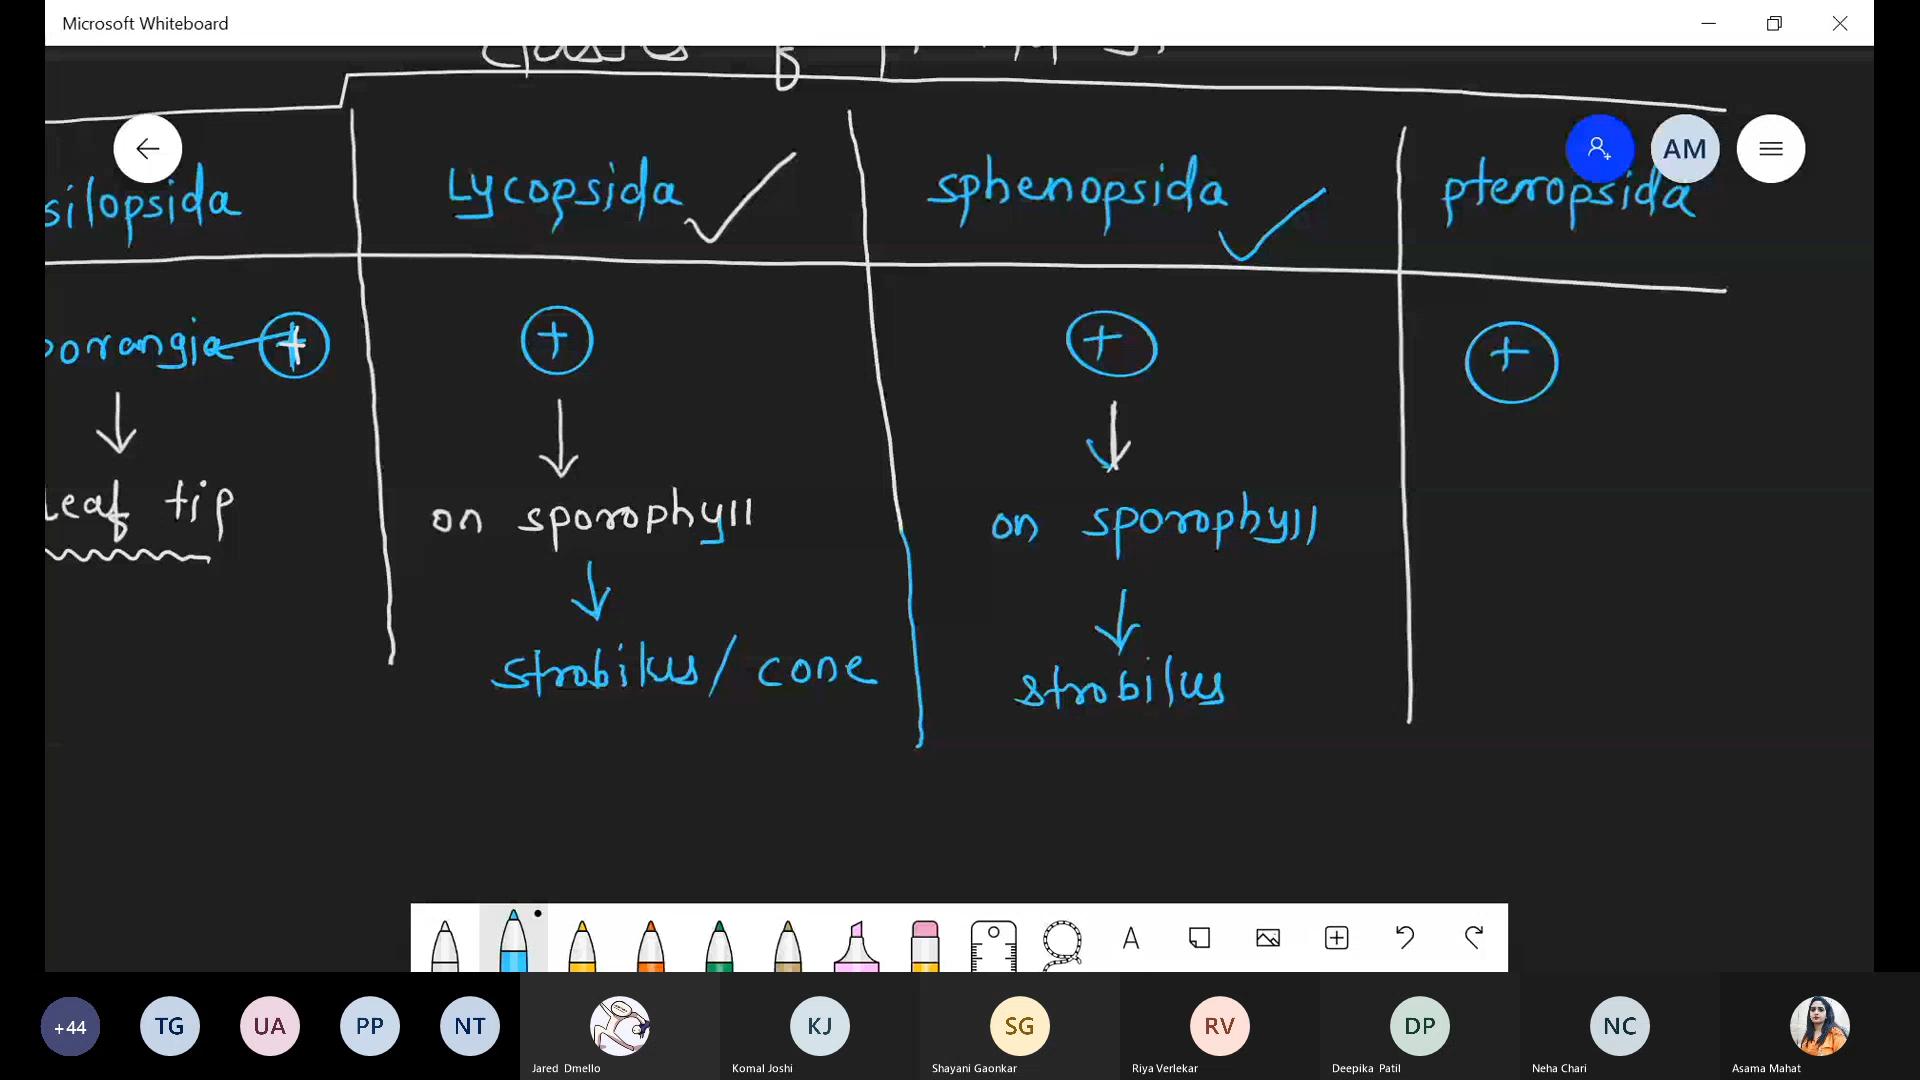 Microsoft Whiteboard
silopsida
Lycopsida
sphenopsida
pteropsida
AM
orangia +
+
+
+
leaf tip
on sporophyll
on sporophyll
strobilus / cone
strobilus
A
+44
TG
UA
PP
NT
KJ
SG
RV
DP
NC
Jared Dmello
Komal Joshi
Shayani Gaonkar
Riya Verlekar
Deepika Patil
Neha Chari
Asama Mahat